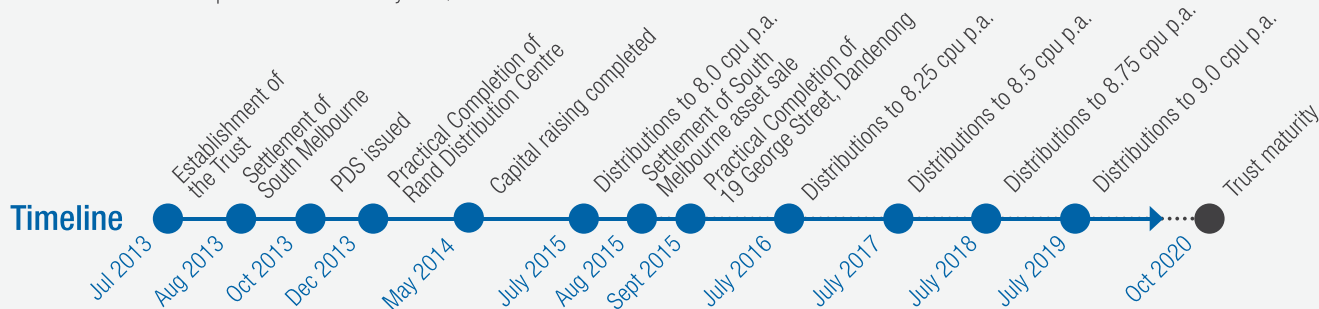 Timeline
Establishment of
the Trust
Jul 2013
Settlement of
South Melbourne
Aug 2013
PDS issued
Oct 2013
Practical Completion of
Rand Distribution Centre
Dec 2013
Capital raising completed
May 2014
Distributions to 8.0 cpu p.a.
July 2015
Settlement of South
Melbourne asset sale
Aug 2015
Practical Completion of
19 George Street, Dandenong
Sept 2015
Distributions to 8.25 cpu p.a.
July 2016
Distributions to 8.5 cpu p.a.
July 2017
Distributions to 8.75 cpu p.a.
July 2018
Distributions to 9.0 cpu p.a.
July 2019
Trust maturity
Oct 2020